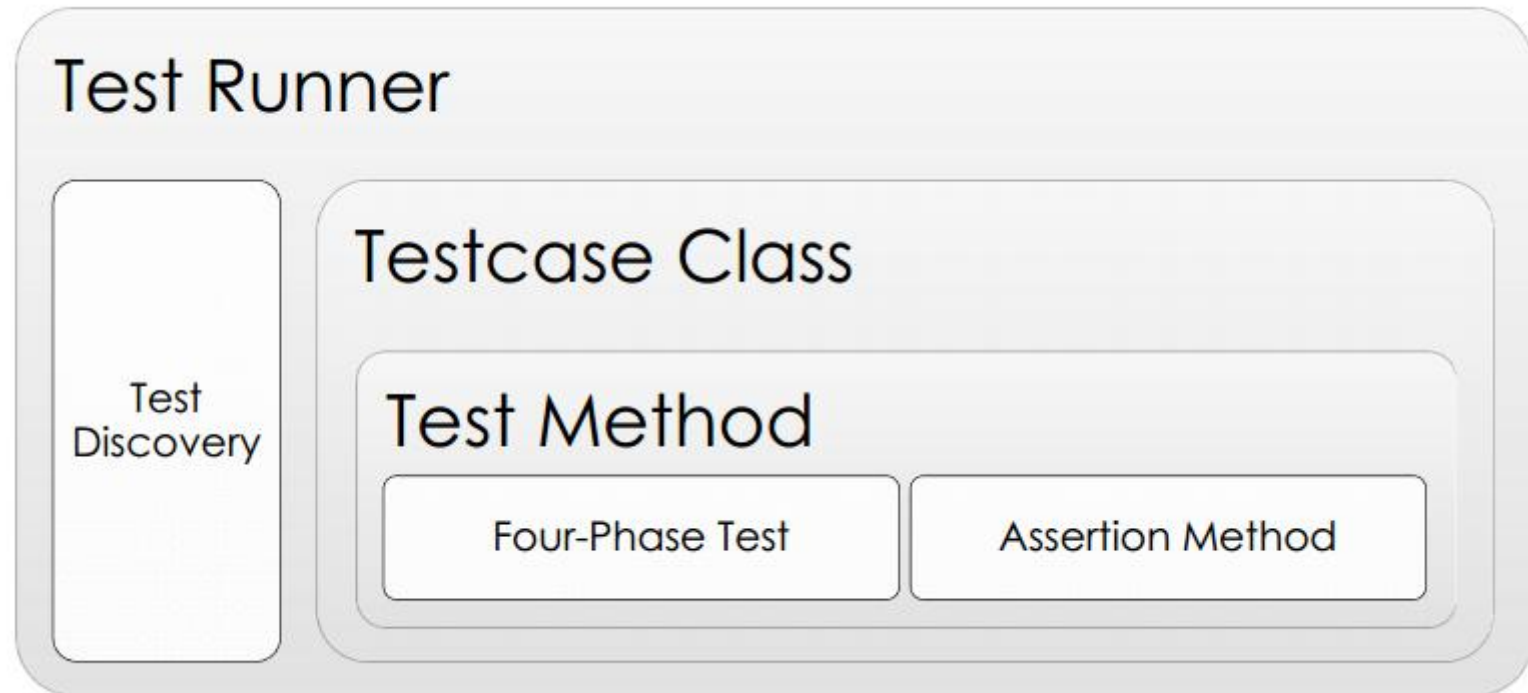 Test Runner
Test
Discovery
Testcase Class
Test Method
Four-Phase Test
Assertion Method